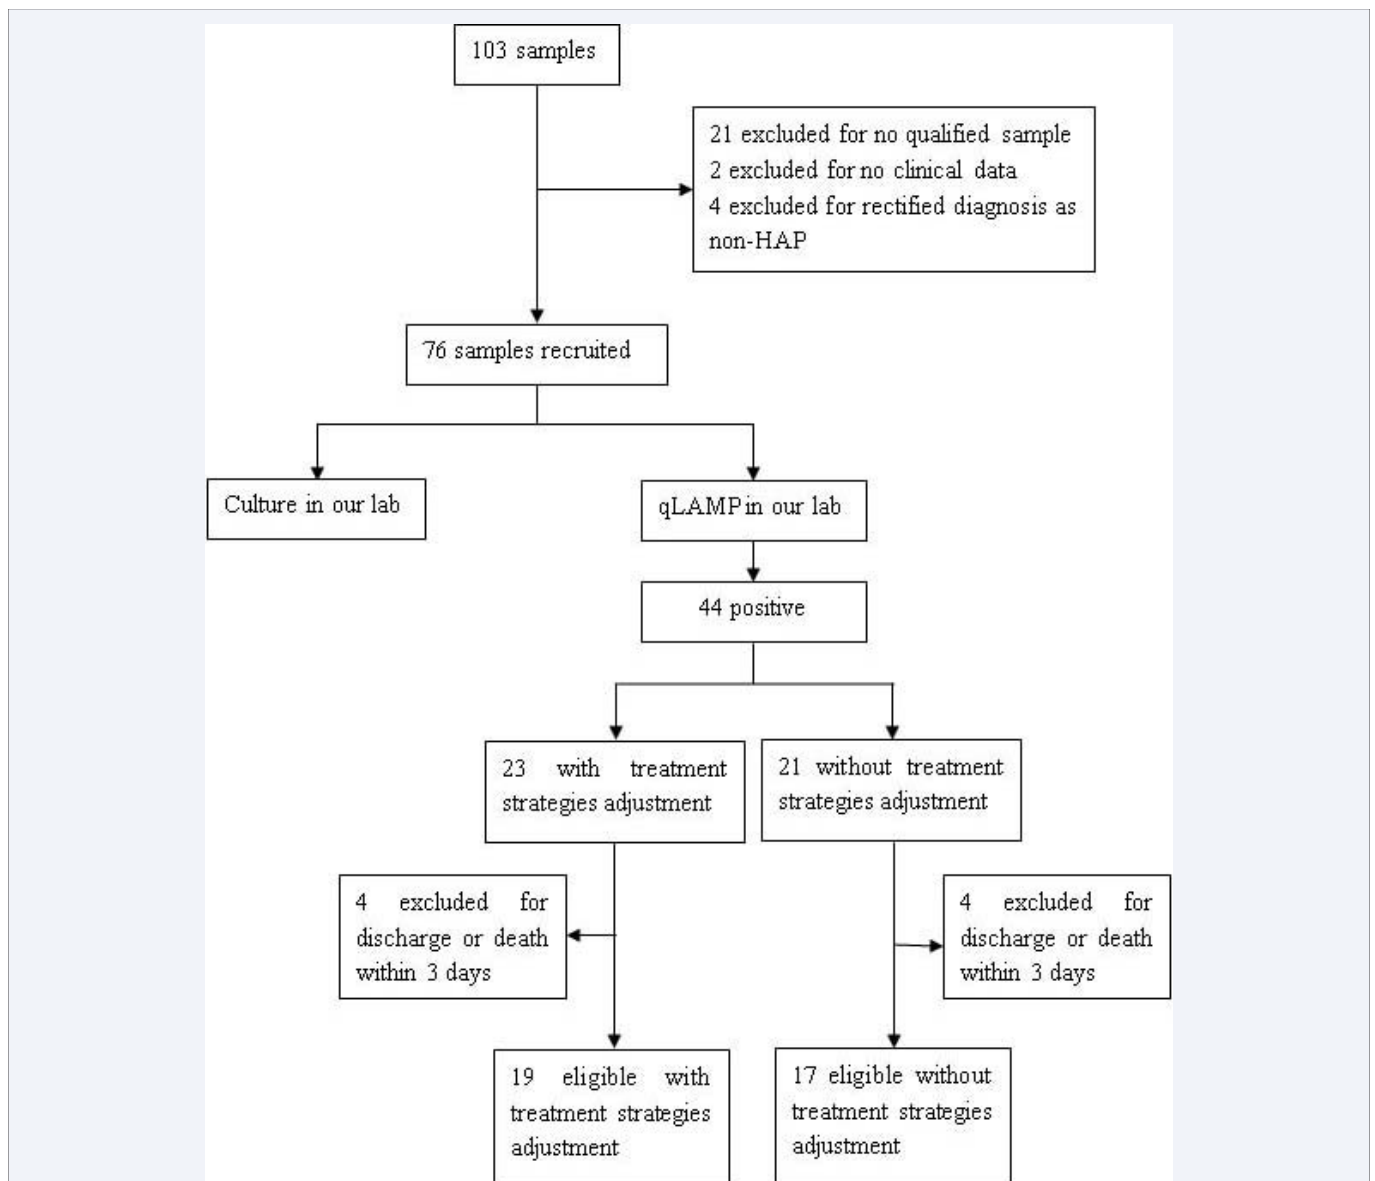 103 samples
21 excluded for no qualified sample
2 excluded for no clinical data
4 excluded for rectified diagnosis as
non-HAP
76 samples recruited
Culture in our lab
qLAMP in our lab
44 positive
23 with treatment
strategies adjustment
21 without treatment
strategies adjustment
4 excluded for
discharge or death
within 3 days
4 excluded for
discharge or death
within 3 days
19 eligible with
treatment strategies
adjustment
17 eligible without
treatment strategies
adjustment